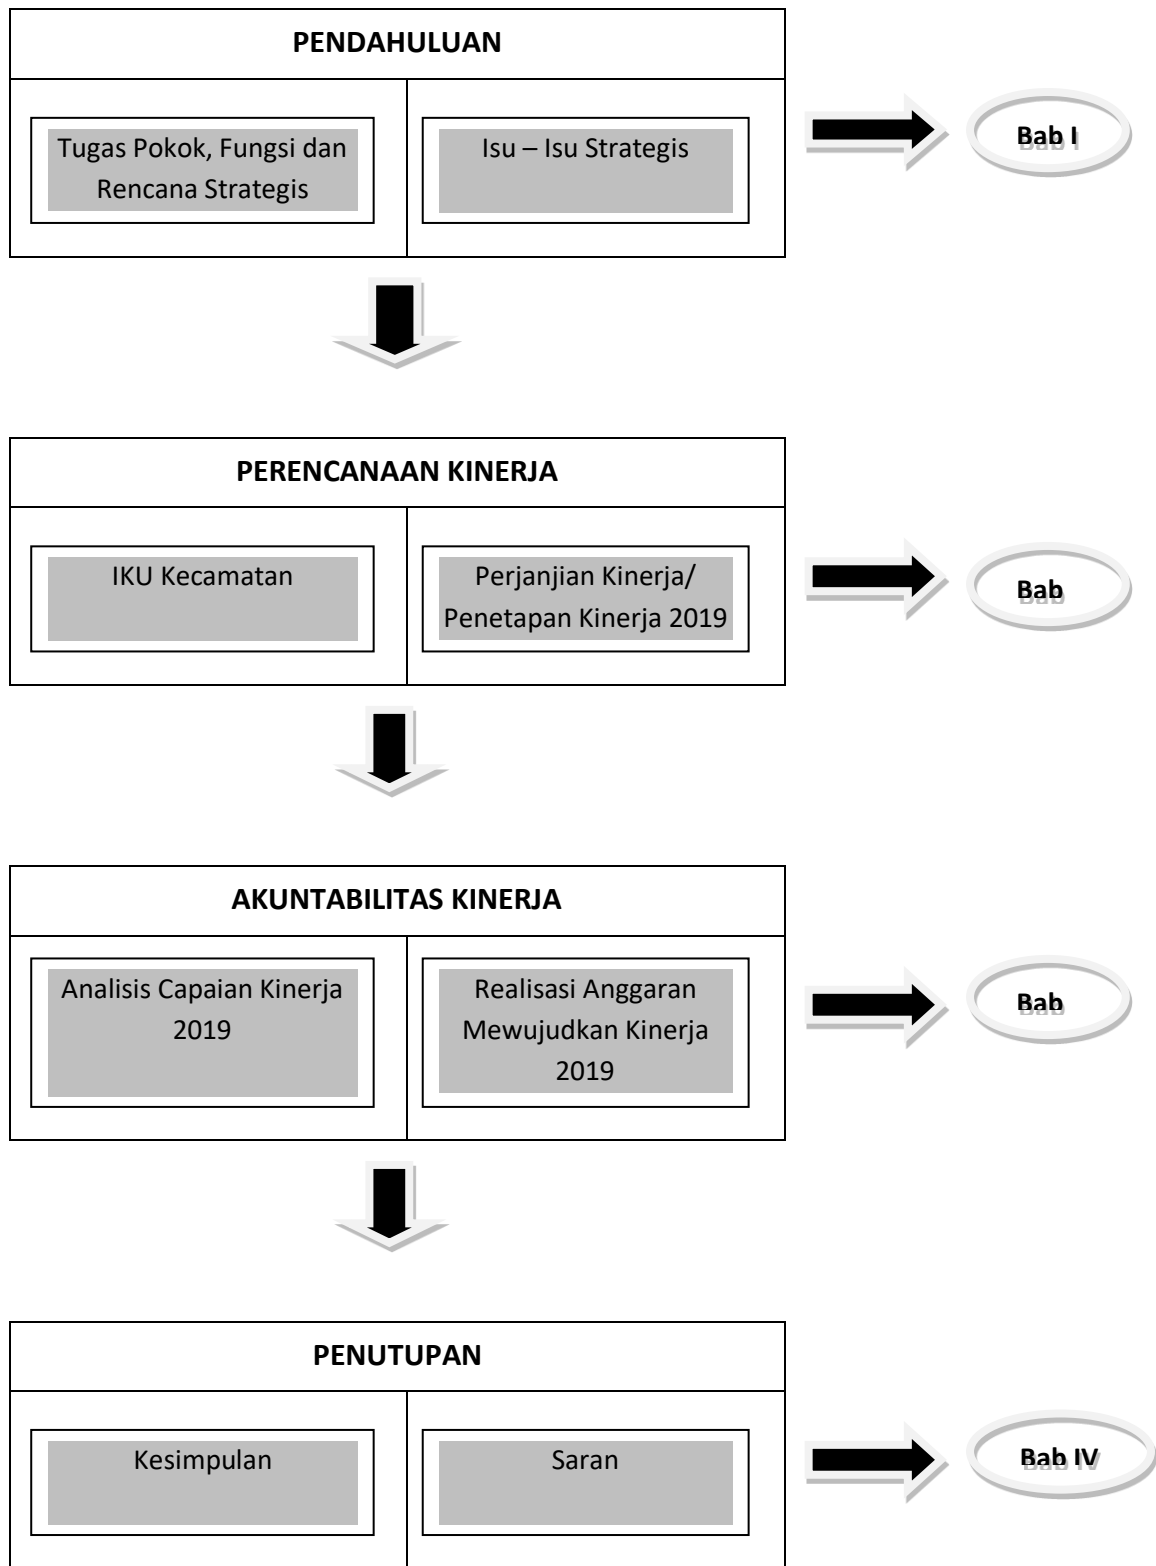 PENDAHULUAN
Tugas Pokok, Fungsi dan
Rencana Strategis
Isu – Isu Strategis
Bab I
PERENCANAAN KINERJA
IKU Kecamatan
Perjanjian Kinerja/
Penetapan Kinerja 2019
Bab
AKUNTABILITAS KINERJA
Analisis Capaian Kinerja
2019
Realisasi Anggaran
Mewujudkan Kinerja
2019
Bab
PENUTUPAN
Kesimpulan
Saran
Bab IV